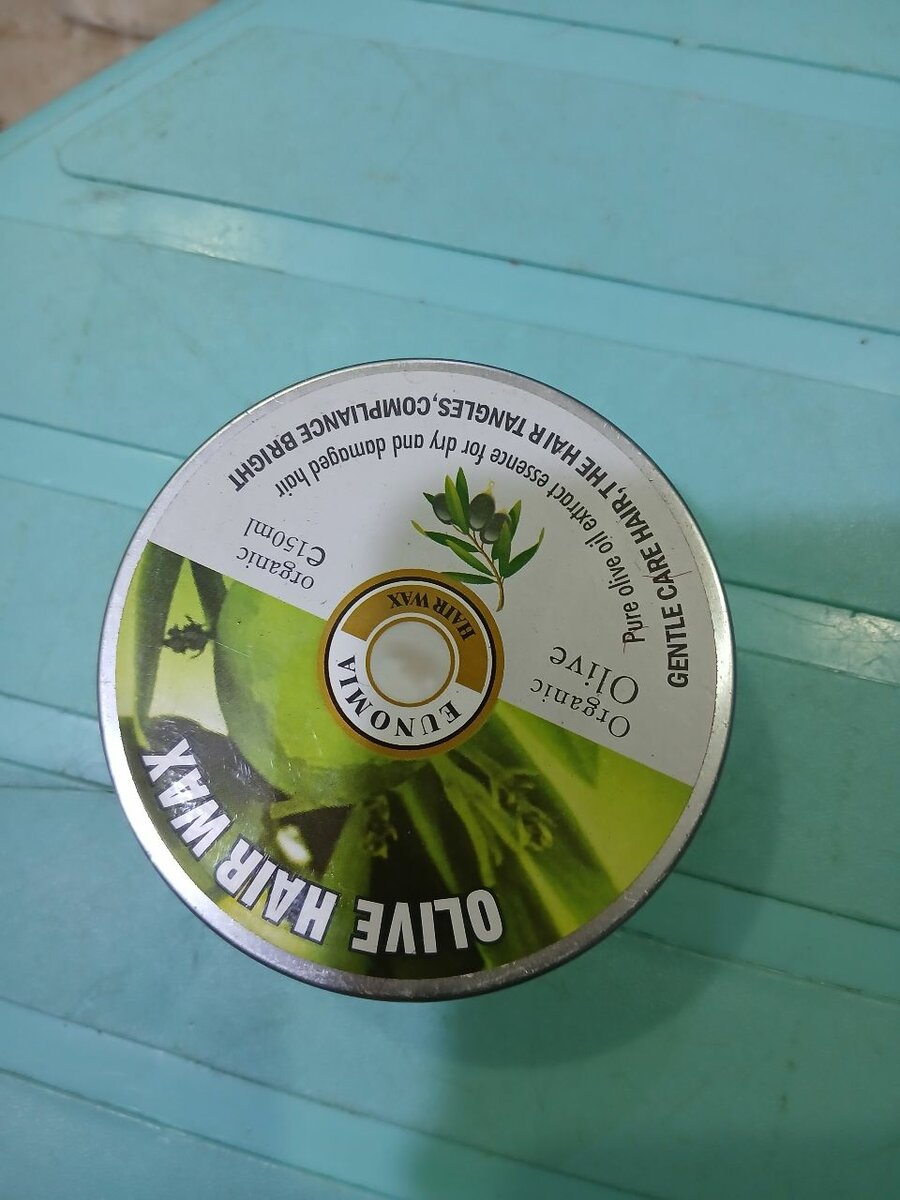 OLIVE HAIR WAX
EUNOMIA
HAIR WAX
Organic
Olive
organic
e150ml
Pure olive oil extract essence for dry and damaged hair
GENTLE CARE HAIR,THE HAIR TANGLES,COMPLIANCE BRIGHT